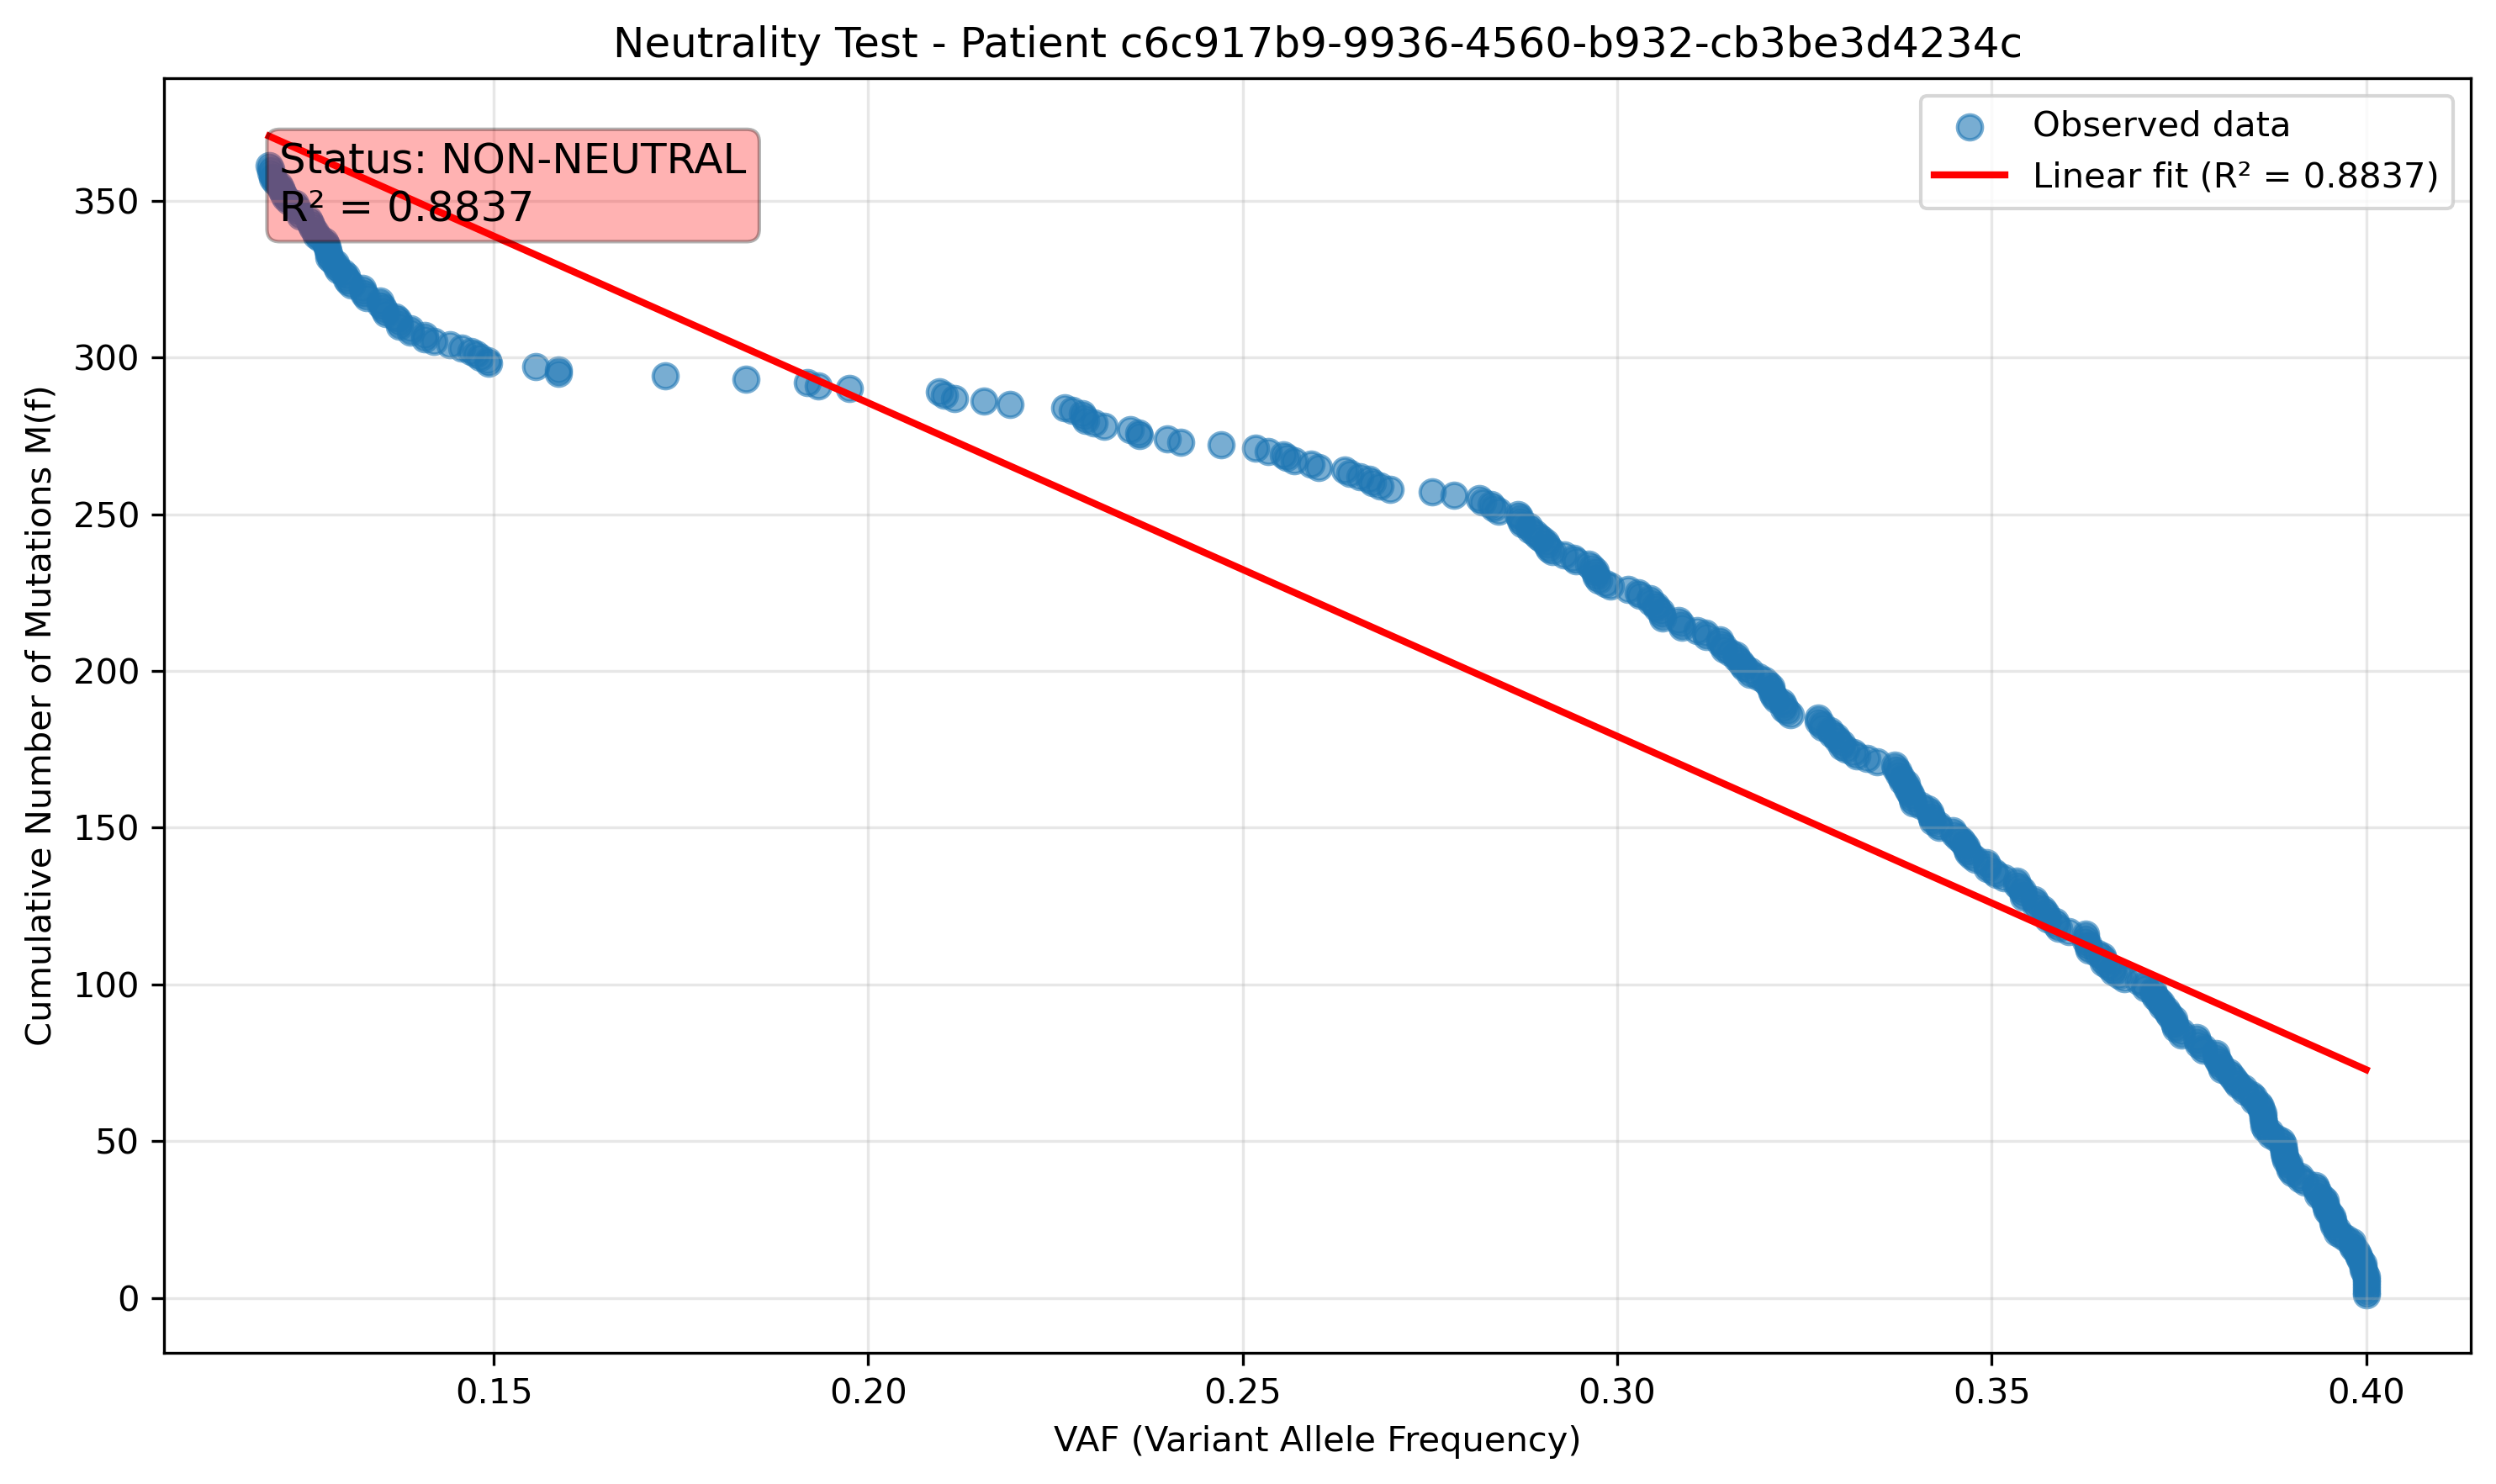 Neutrality Test - Patient c6c917b9-9936-4560-b932-cb3be3d4234c
Status: NON-NEUTRAL
R² = 0.8837
Observed data
Linear fit (R² = 0.8837)
Cumulative Number of Mutations M(f)
350
300
250
200
150
100
50
0
0.15 0.20 0.25 0.30 0.35 0.40
VAF (Variant Allele Frequency)